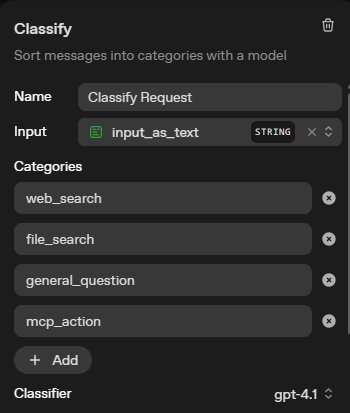 Classify
Sort messages into categories with a model
Name Classify Request
Input input_as_text STRING
Categories
web_search
file_search
general_question
mcp_action
+ Add
Classifier gpt-4.1